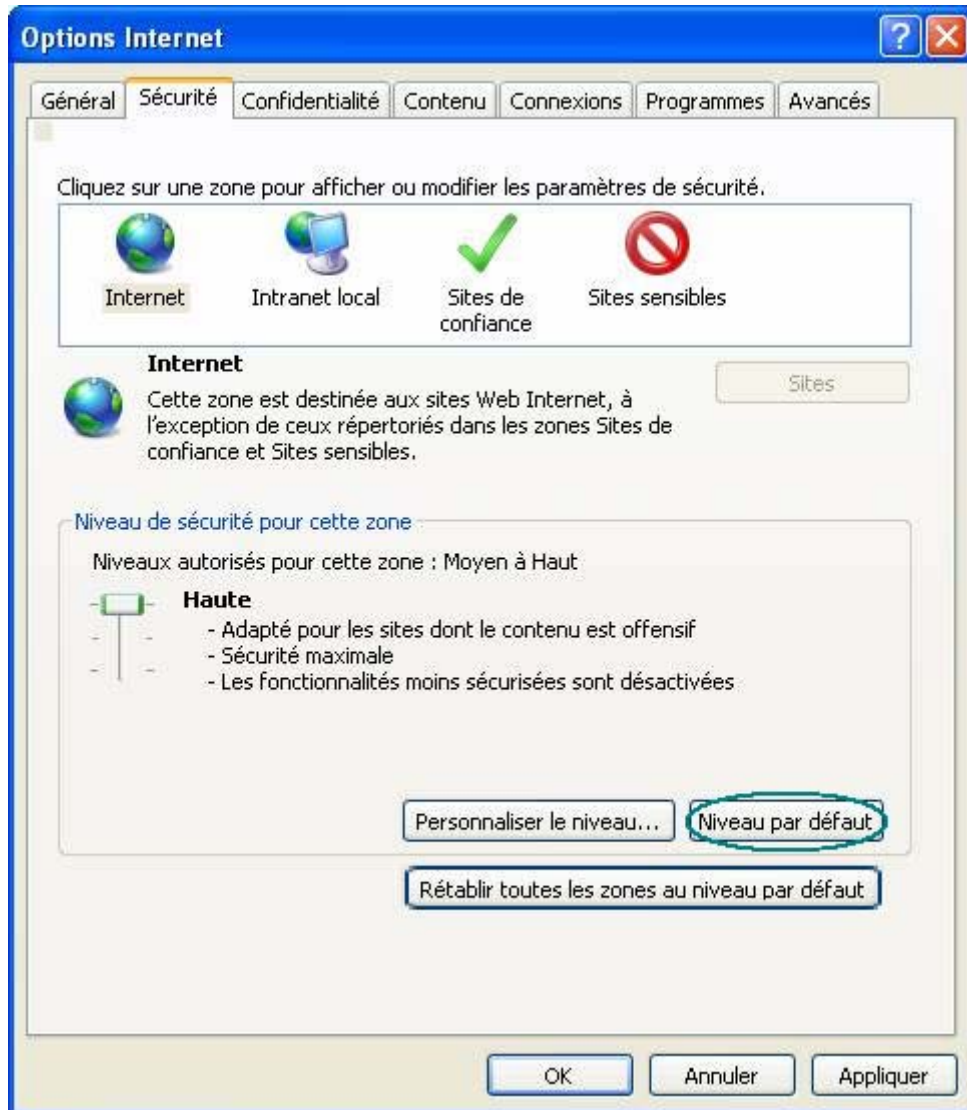 Options Internet
Général Sécurité Confidentialité Contenu Connexions Programmes Avancés
Cliquez sur une zone pour afficher ou modifier les paramètres de sécurité.
Internet
Intranet local
Sites de
confiance
Sites sensibles
Internet
Cette zone est destinée aux sites Web Internet, à
l'exception de ceux répertoriés dans les zones Sites de
confiance et Sites sensibles.
Sites
Niveau de sécurité pour cette zone
Niveaux autorisés pour cette zone : Moyen à Haut
Haute
- Adapté pour les sites dont le contenu est offensif
- Sécurité maximale
- Les fonctionnalités moins sécurisées sont désactivées
Personnaliser le niveau... Niveau par défaut
Rétablir toutes les zones au niveau par défaut
OK Annuler Appliquer